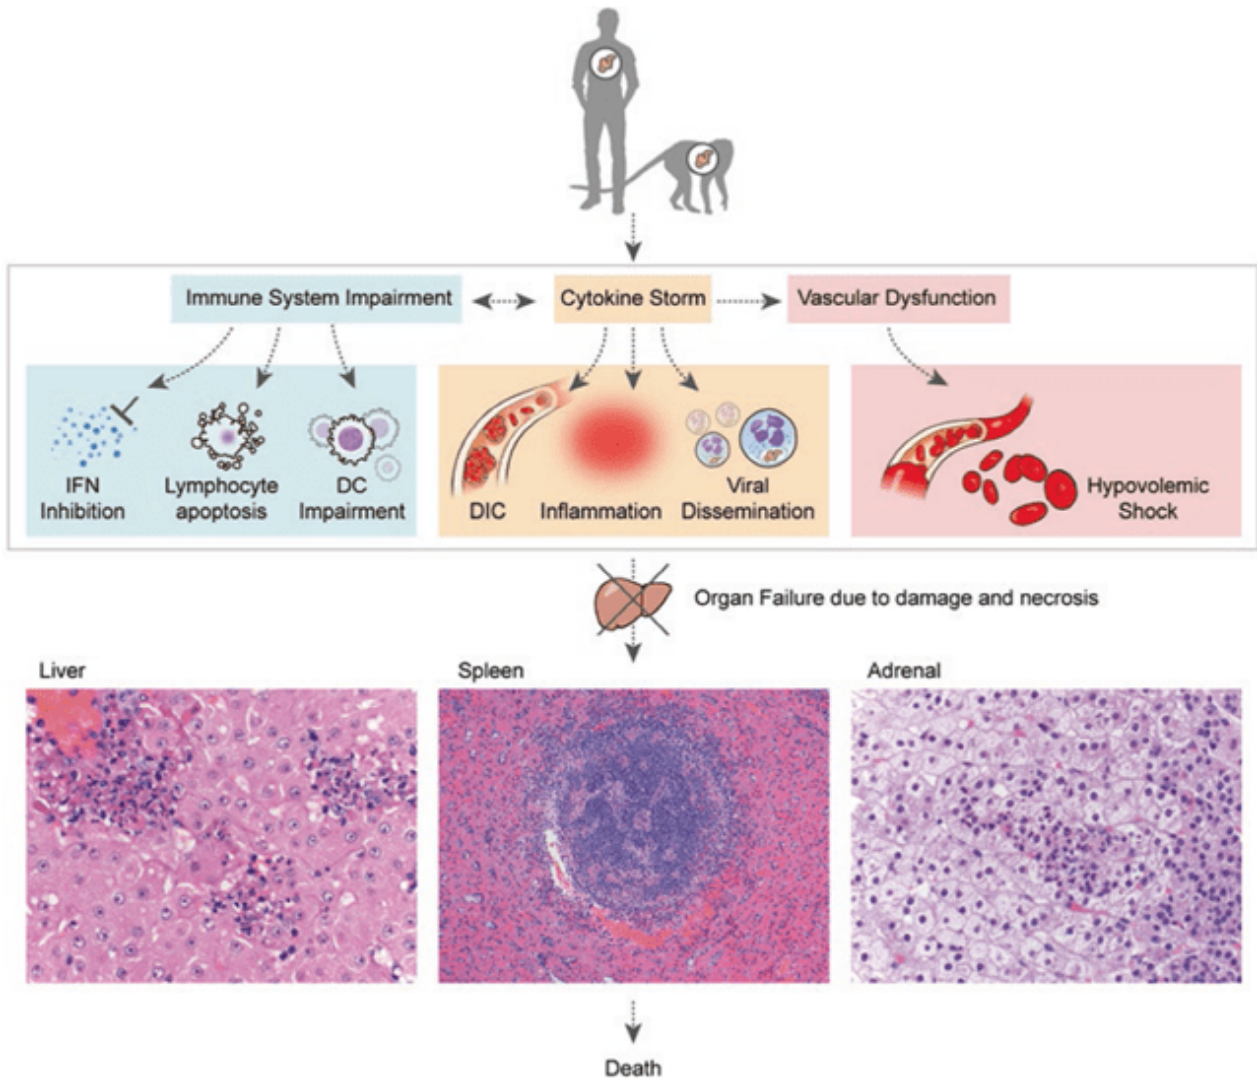 Immune System Impairment
Cytokine Storm
Vascular Dysfunction
IFN
Inhibition
Lymphocyte
apoptosis
DC
Impairment
DIC
Inflammation
Viral
Dissemination
Hypovolemic
Shock
Organ Failure due to damage and necrosis
Liver
Spleen
Adrenal
Death